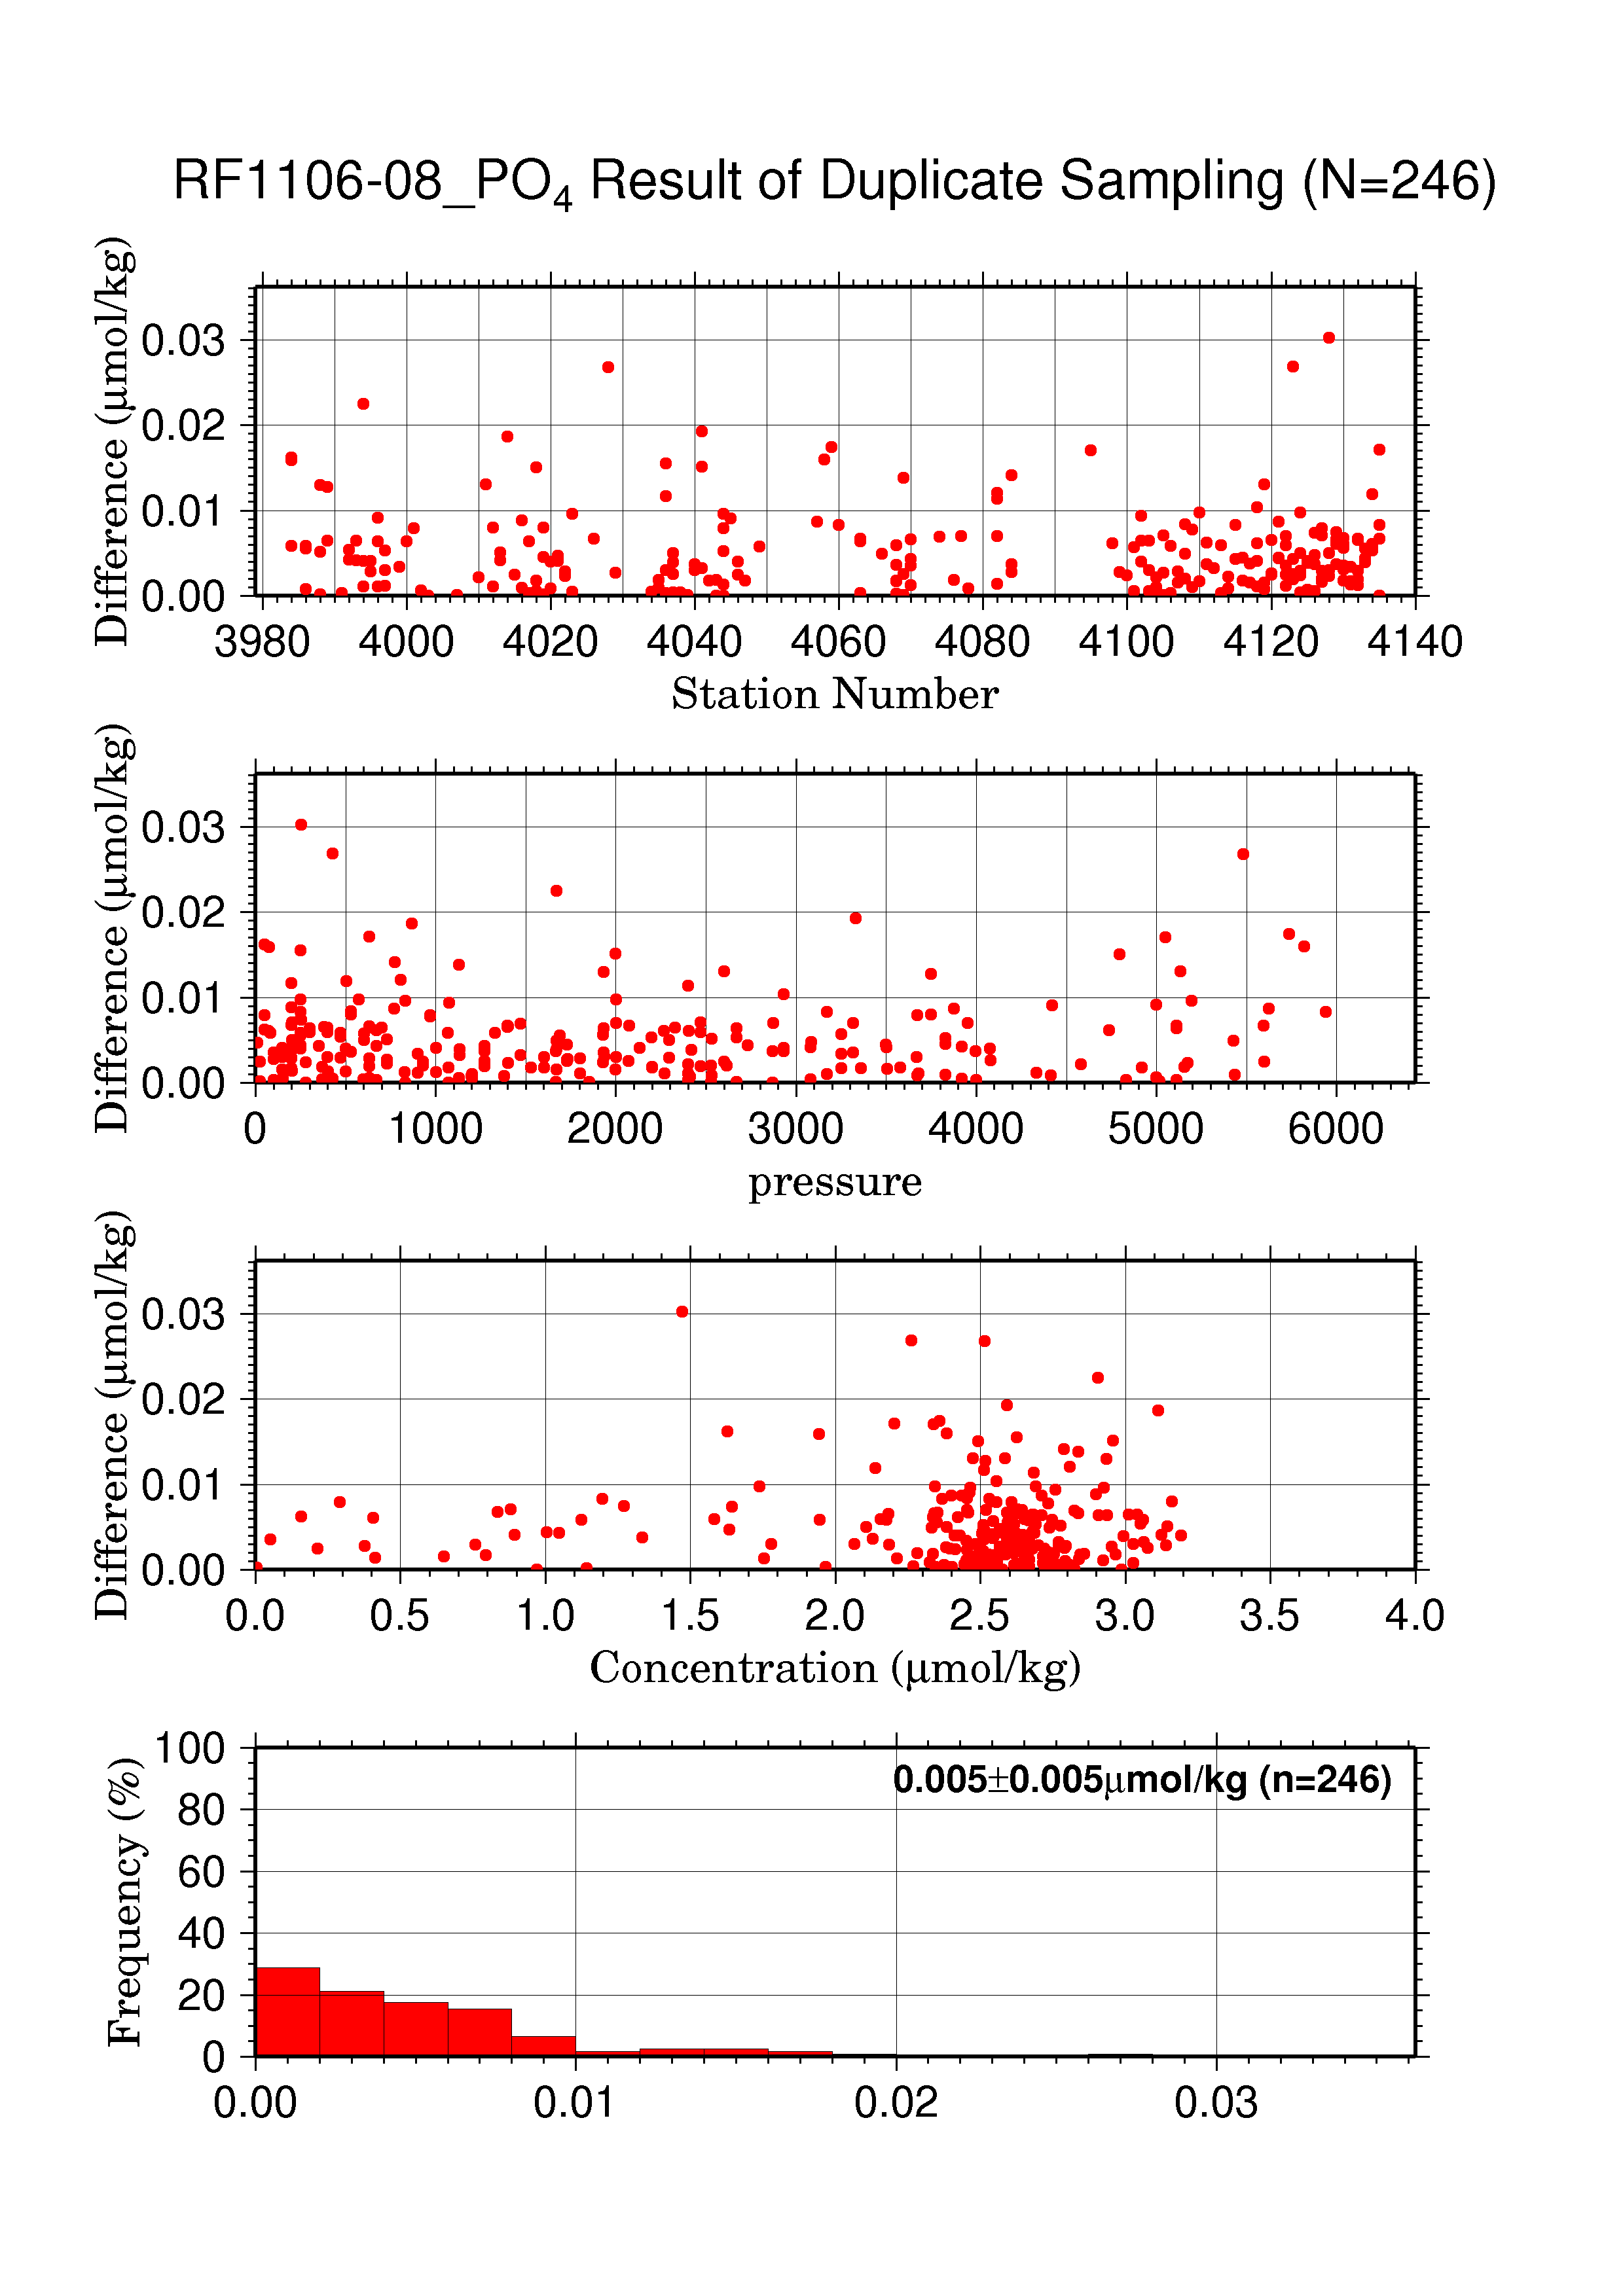 RF1106-08_PO₄ Result of Duplicate Sampling (N=246)
Difference (μmol/kg)
0.03
0.02
0.01
0.00
3980 4000 4020 4040 4060 4080 4100 4120 4140
Station Number
Difference (μmol/kg)
0.03
0.02
0.01
0.00
0 1000 2000 3000 4000 5000 6000
pressure
Difference (μmol/kg)
0.03
0.02
0.01
0.00
0.0 0.5 1.0 1.5 2.0 2.5 3.0 3.5 4.0
Concentration (μmol/kg)
Frequency (%)
100
80
60
40
20
0
0.005±0.005μmol/kg (n=246)
0.00 0.01 0.02 0.03